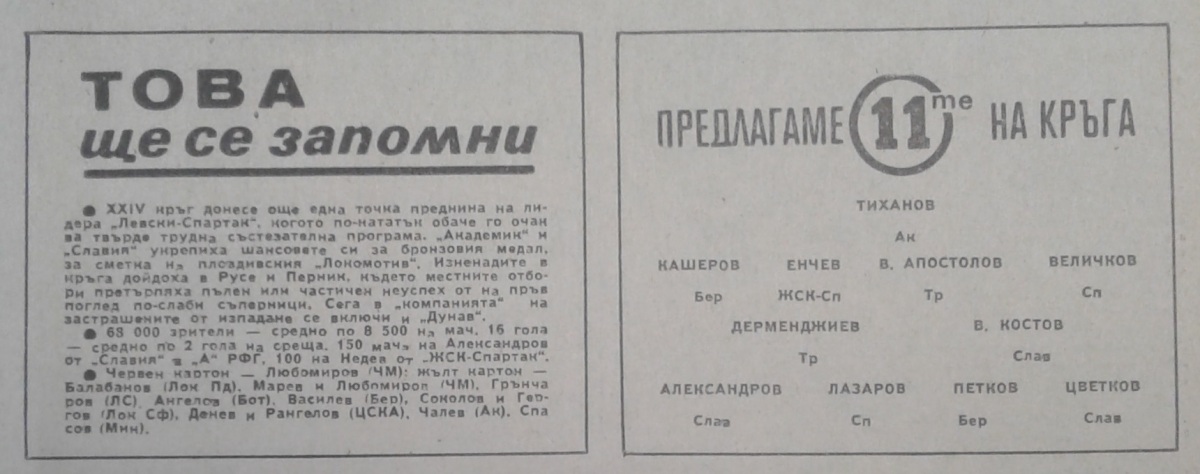 ТОВА
ще се запомни
● XXIV кръг донесе още една точка преднина на ли-
дера „Левски-Спартак", когото по-нататък обаче го очак
ва твърде трудна състезателна програма. „Академик" и
„Славия" укрепиха шансовете си за бронзовия медал,
за сметка на пловдивския „Локомотив". Изненадите в
кръга дойдоха в Русе и Перник, където местните отбо-
ри претърпяха пълен или частичен неуспех от на пръв
поглед по-слаби съперници. Сега в „компанията" на
застрашените от изпадане се включи и „Дунав".
● 68 000 зрители — средно по 8 500 на мач, 16 гола
— средно по 2 гола на среща. 150 мача на Александров
от „Славия" в „А" РФГ, 100 на Недев от „ЖСК-Спартак".
● Червен картон — Любомиров (ЧМ); жълт картон —
Балабанов (Лок Пд), Марев и Любомиров (ЧМ), Грънча
ров (ЛС), Ангелов (Бот), Василев (Бер), Соколов и Геор-
гов (Лок Сф), Денев и Рангелов (ЦСКА), Чалев (Ак), Спа
сов (Мин).
ПРЕДЛАГАМЕ 11те НА КРЪГА
ТИХАНОВ
Ак
КАШЕРОВ ЕНЧЕВ В. АПОСТОЛОВ ВЕЛИЧКОВ
Бер ЖСК-Сп Тр Сп
ДЕРМЕНДЖИЕВ В. КОСТОВ
Тр Слав
АЛЕКСАНДРОВ ЛАЗАРОВ ПЕТКОВ ЦВЕТКОВ
Слав Сп Бер Слав